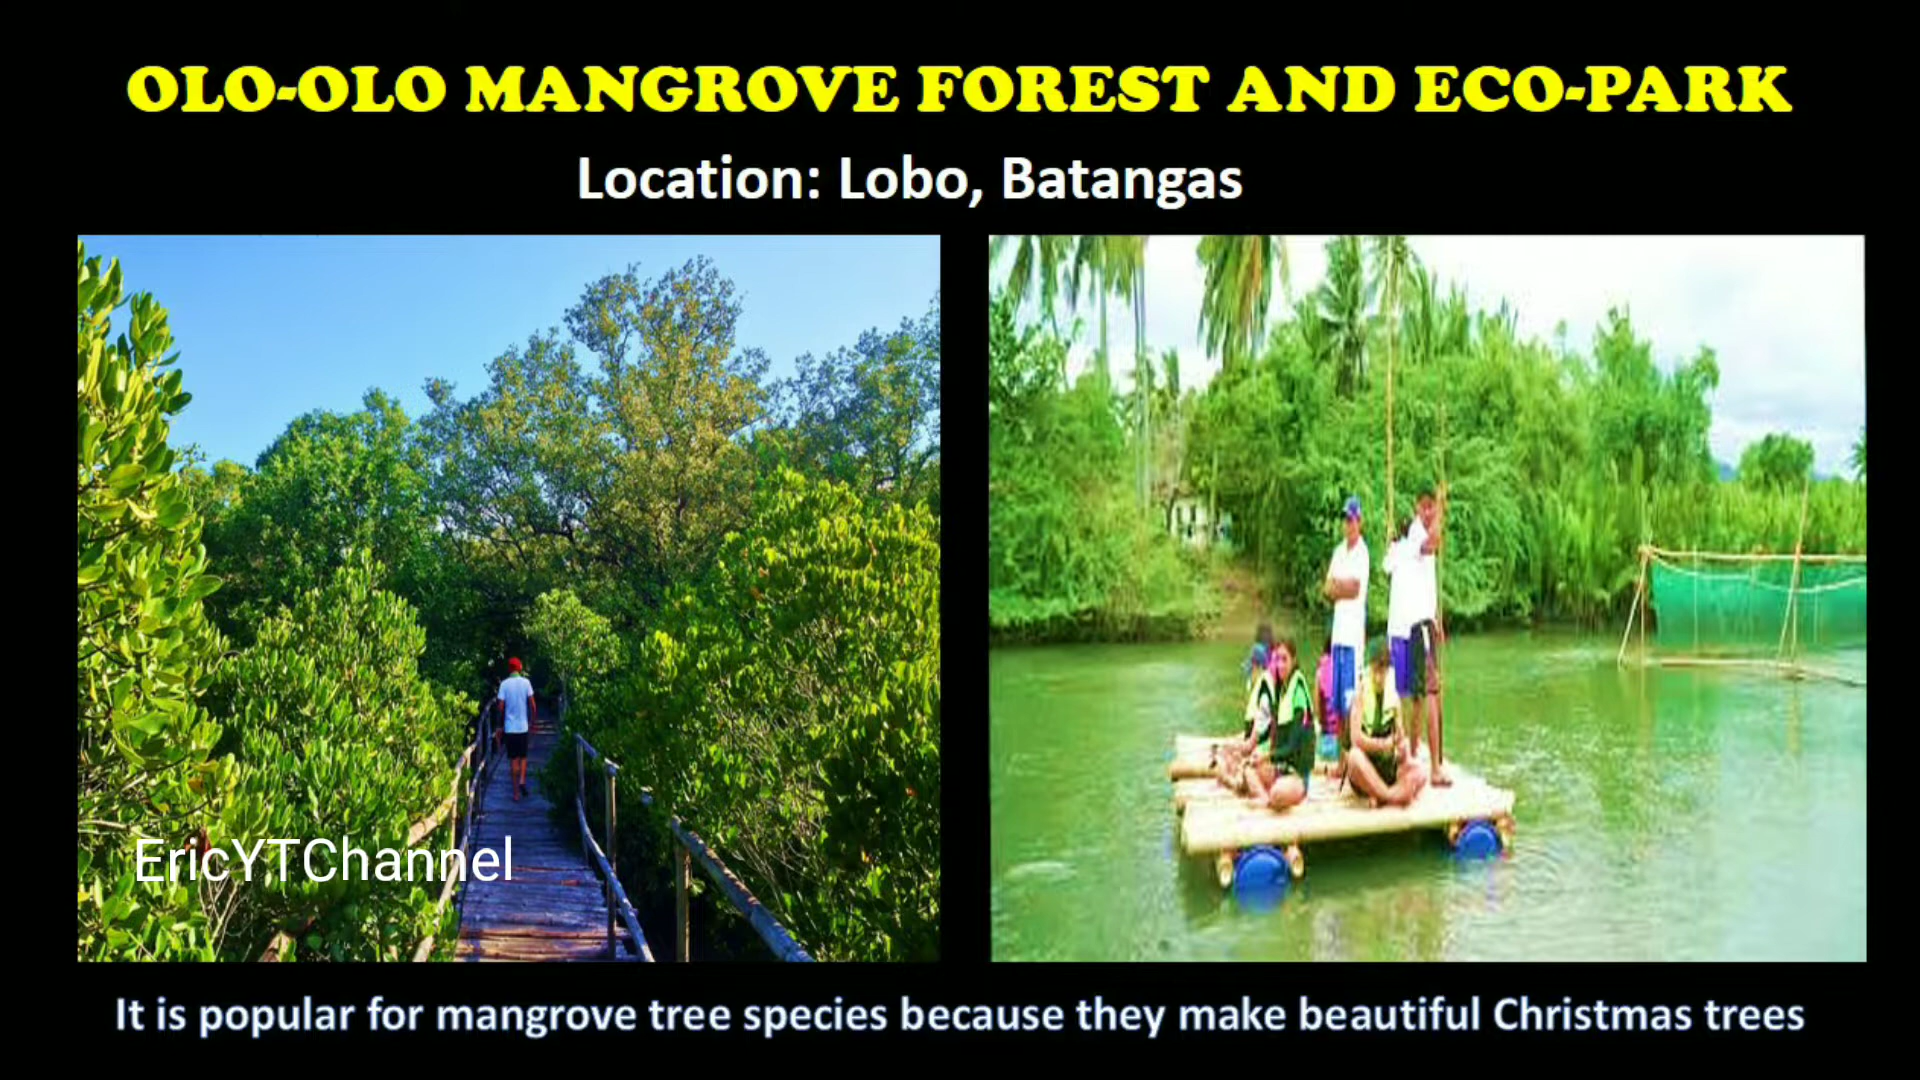 OLO-OLO MANGROVE FOREST AND ECO-PARK
Location: Lobo, Batangas
EricYTChannel
It is popular for mangrove tree species because they make beautiful Christmas trees